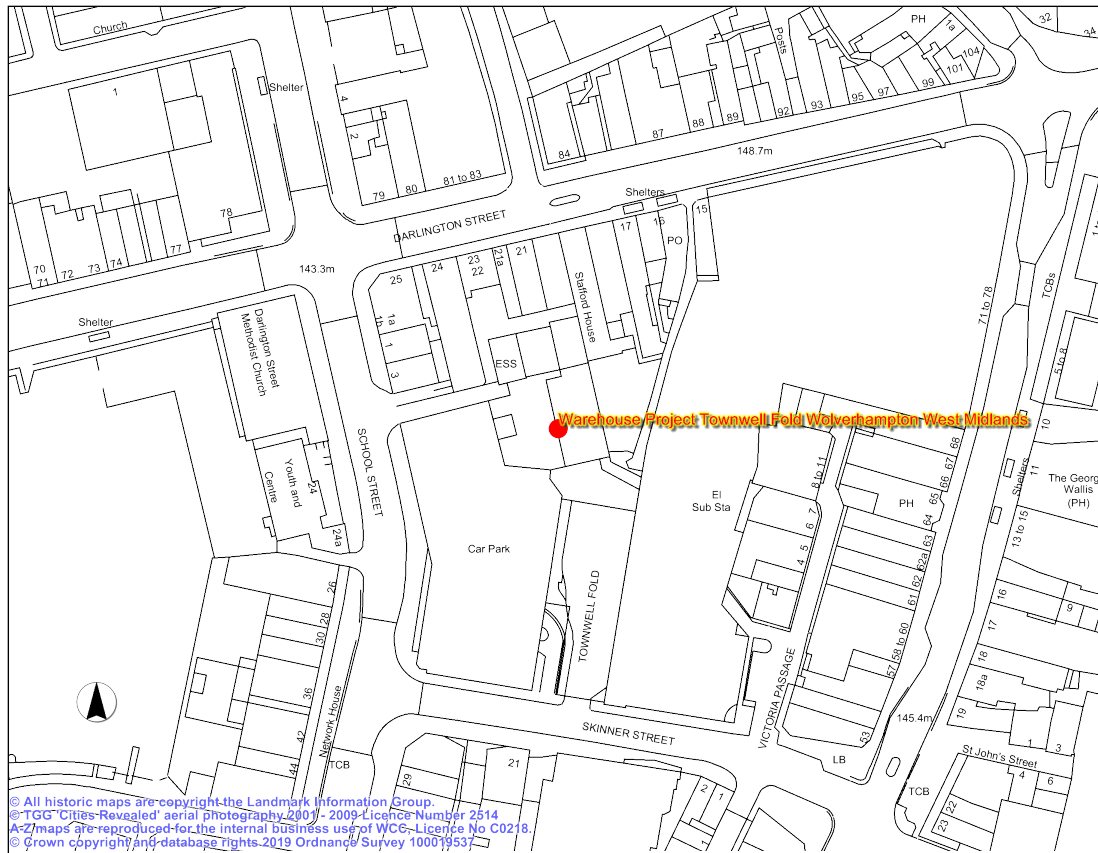 Church
PH
1a
32
34
Posts
104
101
99
97
95
93
92
89
88
87
84
1
Shelter
4
2
148.7m
79
80
81 to 83
Shelters
78
77
DARLINGTON STREET
17
16
15
PO
TCBs
70
71
72
73
74
143.3m
25
24
23
22
21a
21
Stafford House
71 to 78
Shelter
Darlington Street
Methodist Church
1b
1a
1
3
ESS
5 to 8
Warehouse Project Townwell Fold Wolverhampton West Midlands
10
SCHOOL STREET
Youth and
Centre
24
24a
8 to 11
68
67
66
65
64
11
Shelters
The Georg
Wallis
(PH)
El
Sub Sta
7
6
5
4
PH
63
62a
62
61
13 to 15
Car Park
TOWNWELL FOLD
26
28
30
36
42
44
Network House
16
9
17
18
18a
19
58 to 60
57
53
VICTORIA PASSAGE
145.4m
SKINNER STREET
LB
TCB
29
21
2
1
1
1
3
St John's Street
4
6
TCB
22
23
© All historic maps are copyright the Landmark Information Group.
© TGG 'Cities Revealed' aerial photography 2001 - 2009 Licence Number 2514
A-Z maps are reproduced for the internal business use of WCC, Licence No C0218.
© Crown copyright and database rights 2019 Ordnance Survey 100019537